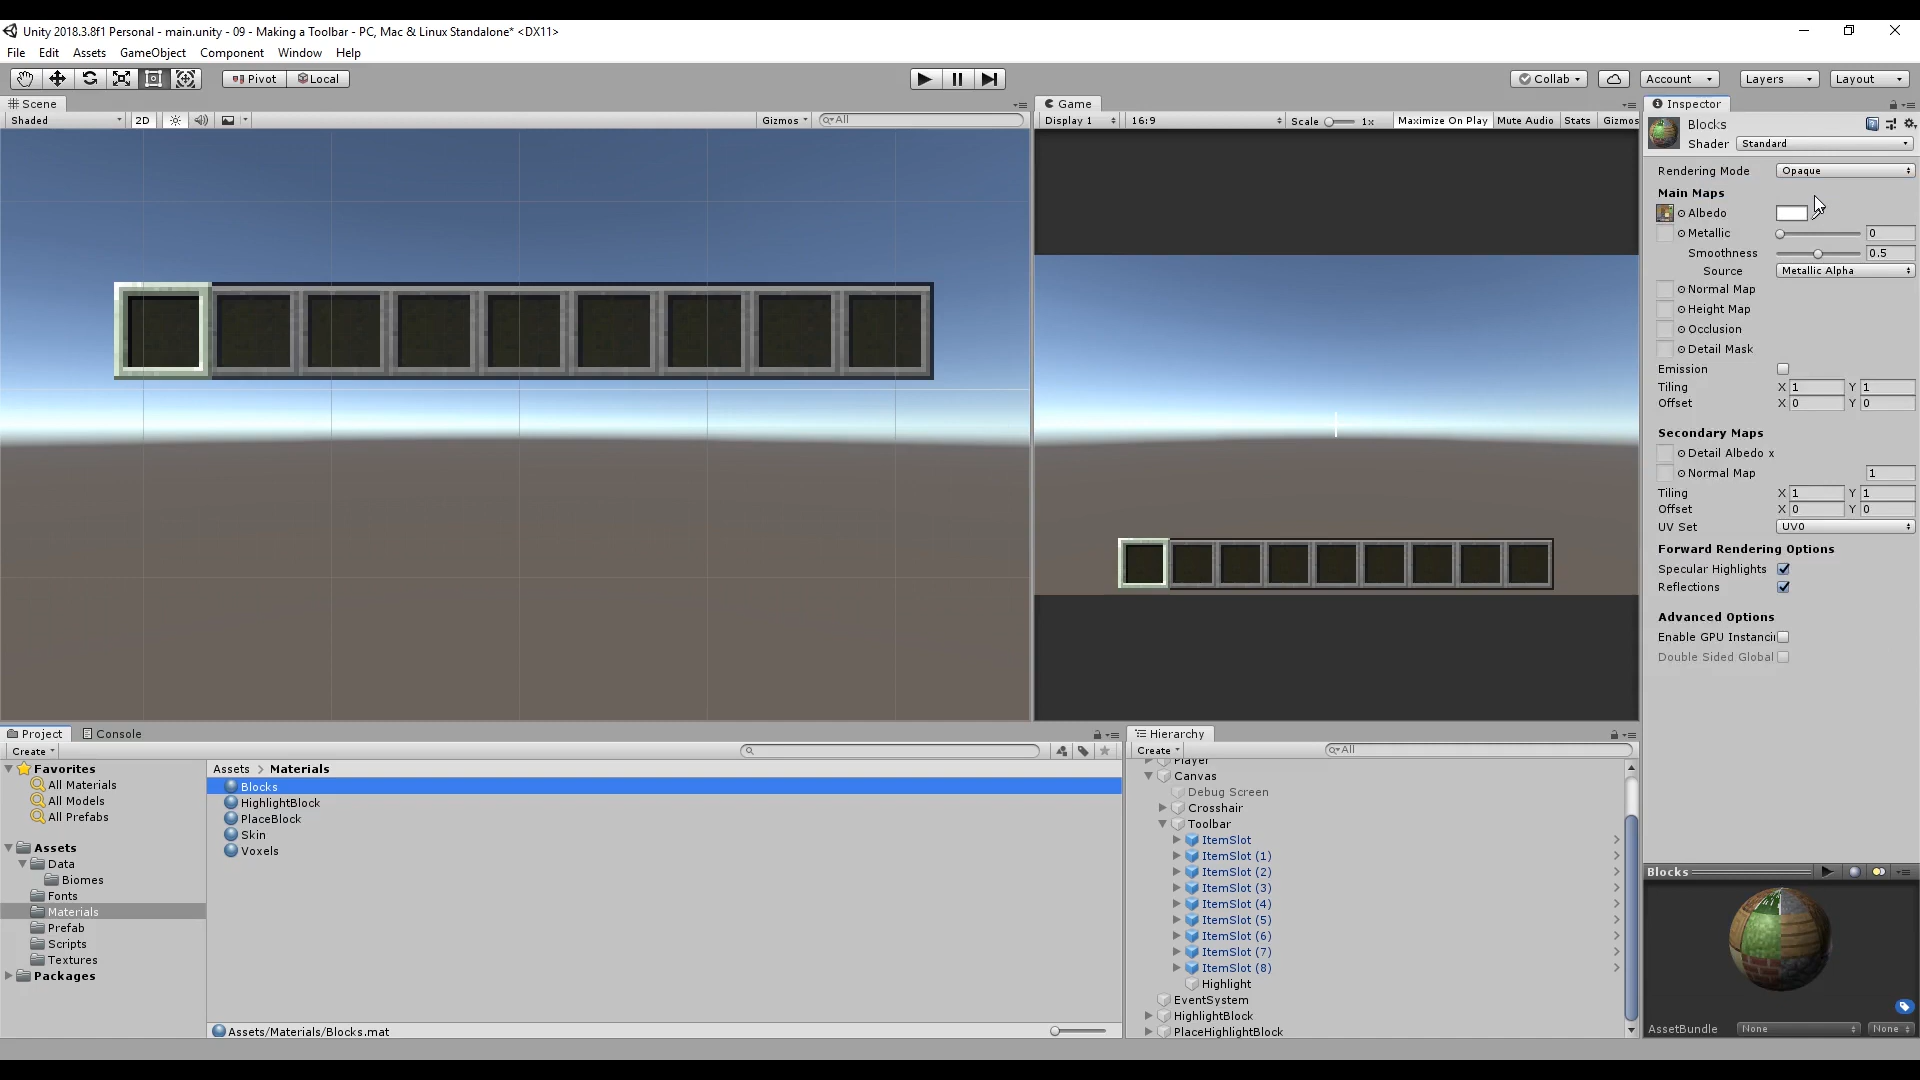 Unity 2018.3.8f1 Personal - main.unity - 09 - Making a Toolbar - PC, Mac & Linux Standalone* <DX11>
File Edit Assets GameObject Component Window Help
Pivot Local Collab Account Layers Layout
Scene
Shaded 2D Gizmos All
Game
Display 1 16:9 Scale 1x Maximize On Play Mute Audio Stats Gizmos
Inspector
Blocks
Shader Standard
Rendering Mode Opaque
Main Maps
Albedo
Metallic 0
Smoothness 0.5
Source Metallic Alpha
Normal Map
Height Map
Occlusion
Detail Mask
Emission
Tiling X 1 Y 1
Offset X 0 Y 0
Secondary Maps
Detail Albedo x
Normal Map 1
Tiling X 1 Y 1
Offset X 0 Y 0
UV Set UV0
Forward Rendering Options
Specular Highlights
Reflections
Advanced Options
Enable GPU Instanci
Double Sided Global
Blocks
AssetBundle None None
Project Console
Create
Favorites
All Materials
All Models
All Prefabs
Assets
Data
Biomes
Fonts
Materials
Prefab
Scripts
Textures
Packages
Assets > Materials
Blocks
HighlightBlock
PlaceBlock
Skin
Voxels
Assets/Materials/Blocks.mat
Hierarchy
Create All
Player
Canvas
Debug Screen
Crosshair
Toolbar
ItemSlot
ItemSlot (1)
ItemSlot (2)
ItemSlot (3)
ItemSlot (4)
ItemSlot (5)
ItemSlot (6)
ItemSlot (7)
ItemSlot (8)
Highlight
EventSystem
HighlightBlock
PlaceHighlightBlock